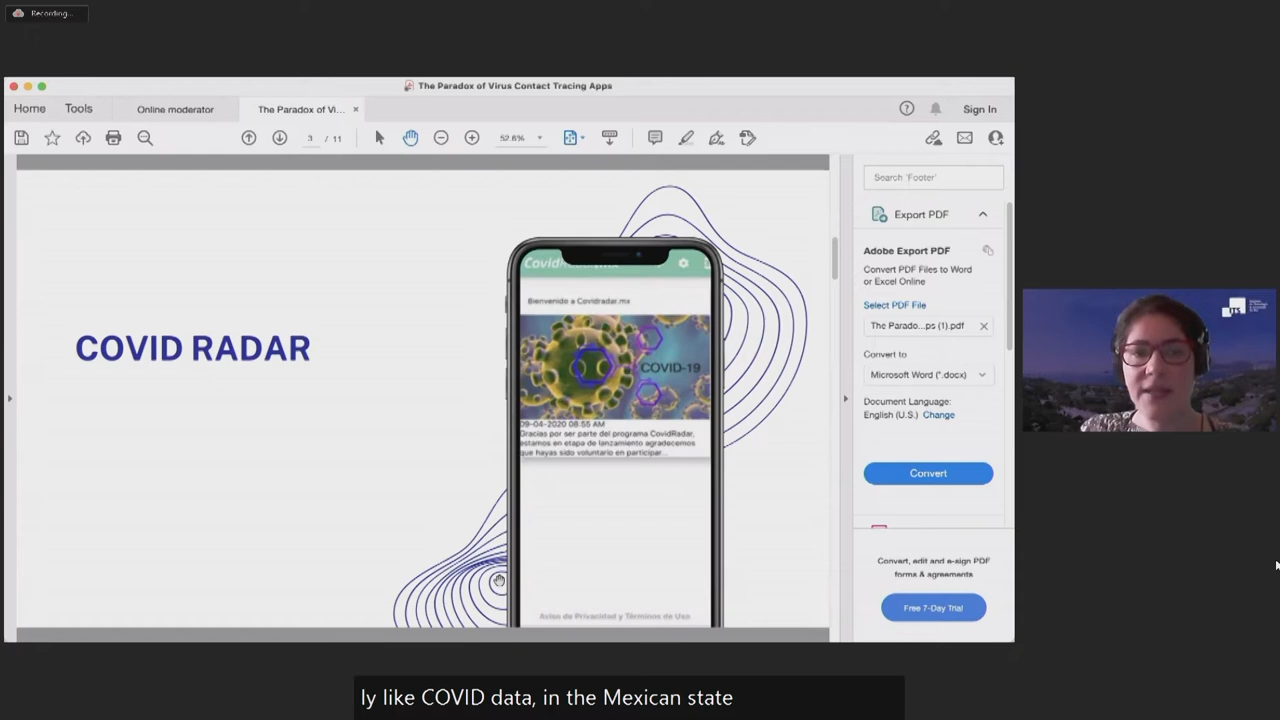 Recording...
The Paradox of Virus Contact Tracing Apps
Home
Tools
Online moderator
The Paradox of Vi...
Sign In
3 / 11
52.6%
COVID RADAR
Bienvenido a Covidradar.mx
COVID-19
09-04-2020 08:55 AM
Gracias por ser parte del programa CovidRadar,
estamos en etapa de lanzamiento agradecemos
que hayas sido voluntario en participar...
Aviso de Privacidad y Términos de Uso
Search 'Footer'
Export PDF
Adobe Export PDF
Convert PDF Files to Word
or Excel Online
Select PDF File
The Parado...ps (1).pdf
Convert to
Microsoft Word (*.docx)
Document Language:
English (U.S.) Change
Convert
Convert, edit and e-sign PDF
forms & agreements
Free 7-Day Trial
ITS
ly like COVID data, in the Mexican state